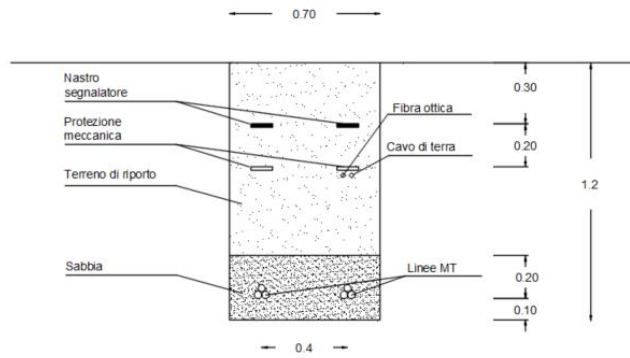 0.70
Nastro
segnalatore
0.30
Fibra ottica
Protezione
meccanica
0.20
Cavo di terra
Terreno di riporto
1.2
Sabbia
Linee MT
0.20
0.10
0.4